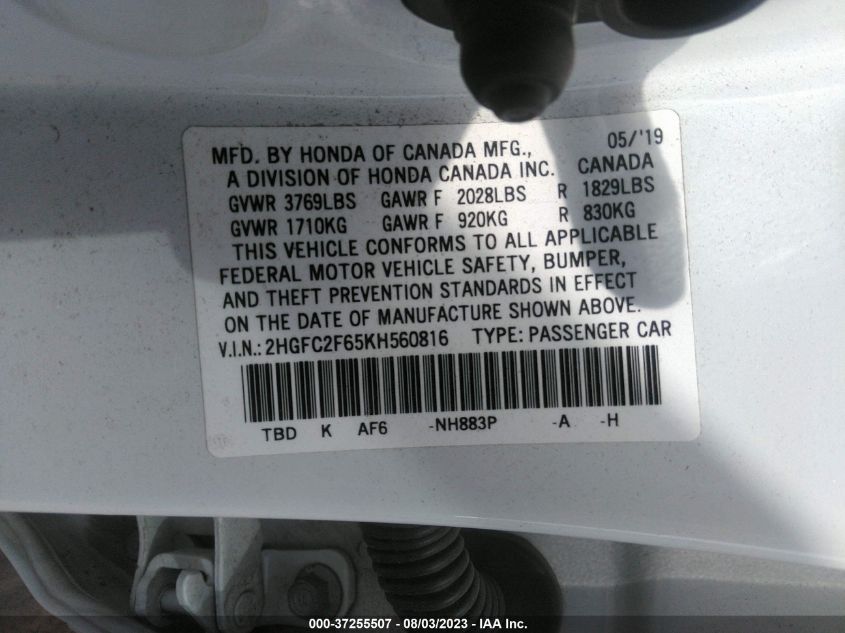 05/'19
MFD. BY HONDA OF CANADA MFG.,
A DIVISION OF HONDA CANADA INC. CANADA
GVWR 3769LBS GAWR F 2028LBS R 1829LBS
GVWR 1710KG GAWR F 920KG R 830KG
THIS VEHICLE CONFORMS TO ALL APPLICABLE
FEDERAL MOTOR VEHICLE SAFETY, BUMPER,
AND THEFT PREVENTION STANDARDS IN EFFECT
ON THE DATE OF MANUFACTURE SHOWN ABOVE.
V.I.N.: 2HGFC2F65KH560816 TYPE: PASSENGER CAR
TBD K AF6 -NH883P -A -H
000-37255507 - 08/03/2023 - IAA Inc.